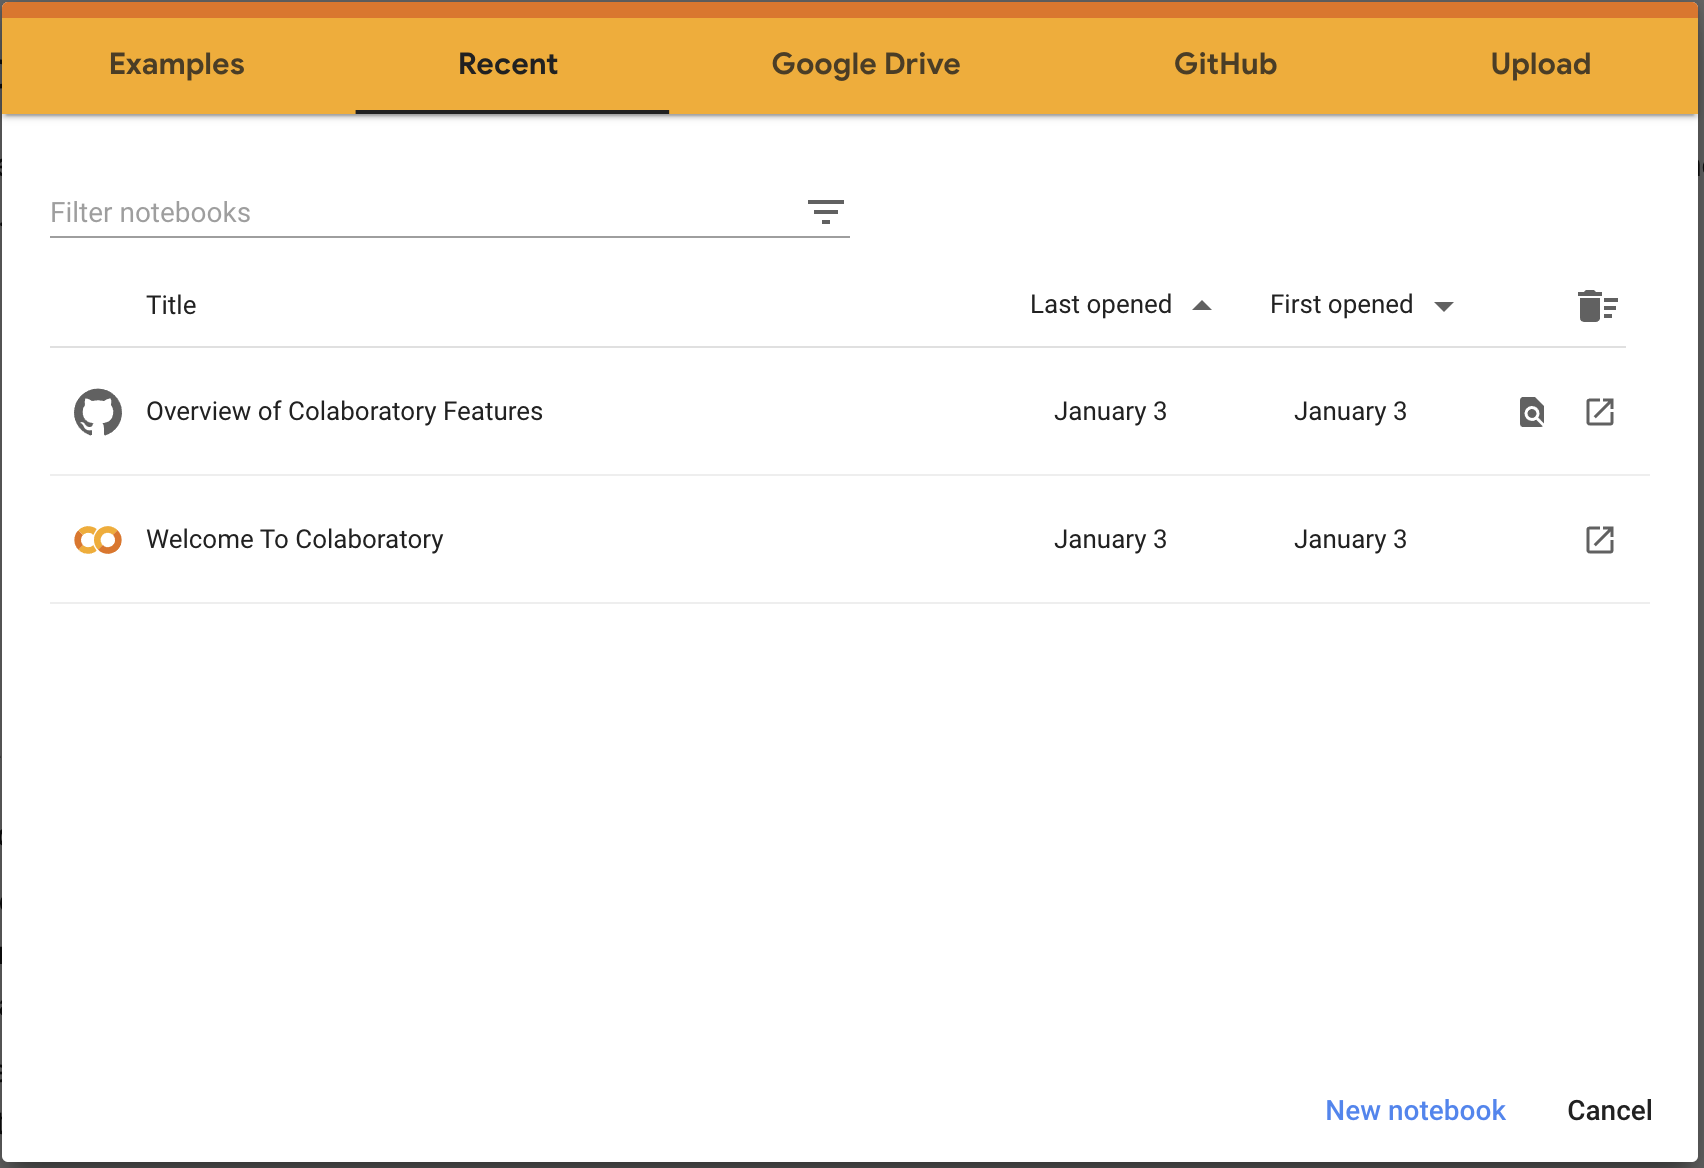 Examples Recent Google Drive GitHub Upload
Filter notebooks
Title Last opened First opened
Overview of Colaboratory Features January 3 January 3
Welcome To Colaboratory January 3 January 3
New notebook Cancel